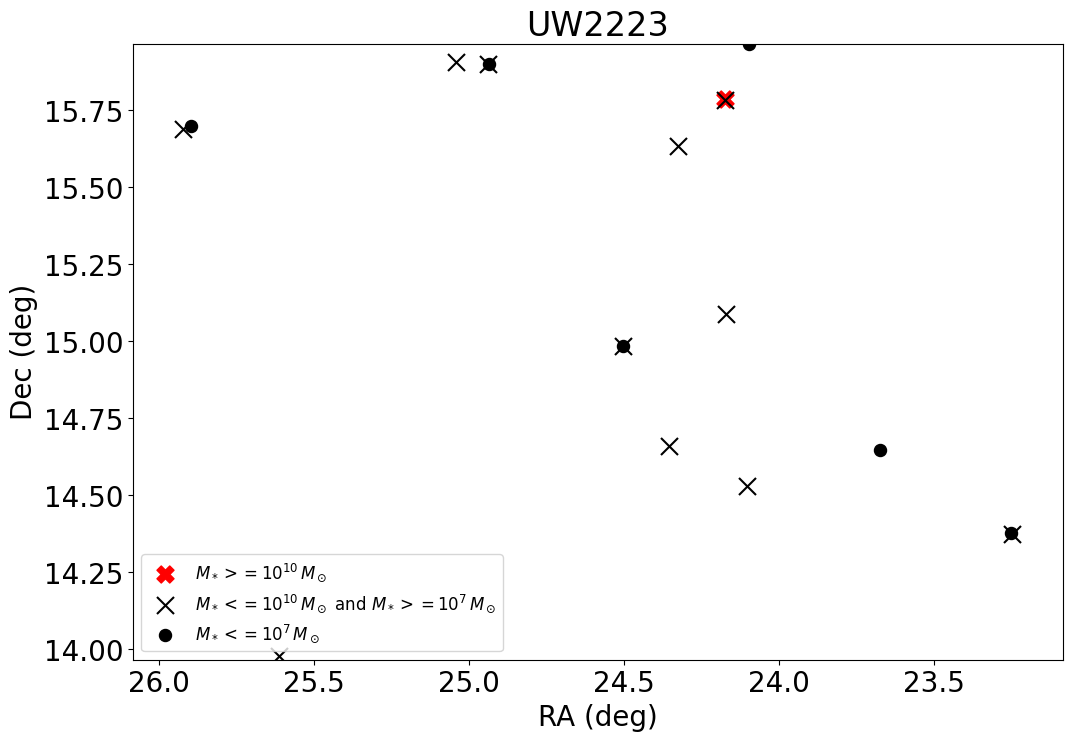 UW2223
15.75
15.50
15.25
15.00
14.75
14.50
14.25
14.00
Dec (deg)
M* >= 10^10 M⊙
M* <= 10^10 M⊙ and M* >= 10^7 M⊙
M* <= 10^7 M⊙
26.0 25.5 25.0 24.5 24.0 23.5
RA (deg)